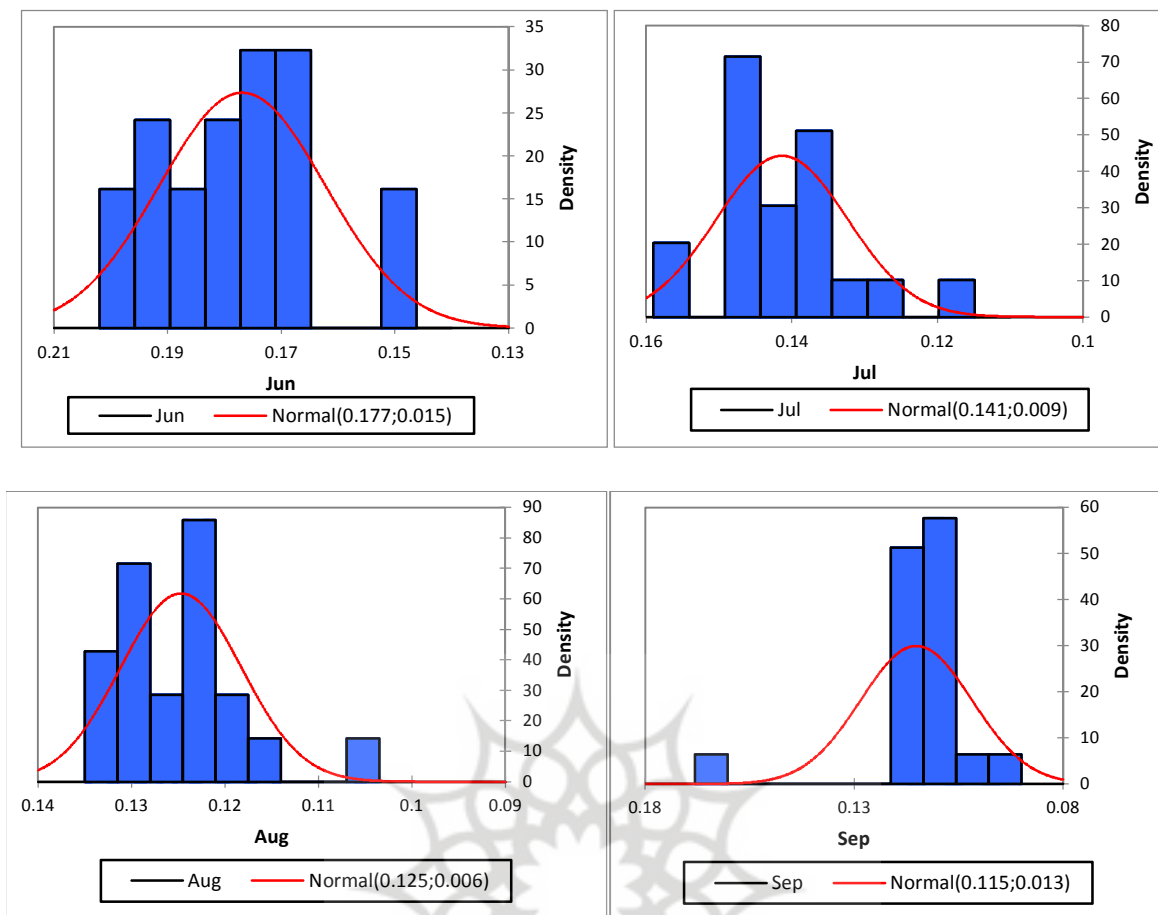 35
30
25
20
15
10
5
0
Density
0.21 0.19 0.17 0.15 0.13
Jun
Jun Normal(0.177;0.015)
80
70
60
50
40
30
20
10
0
Density
0.16 0.14 0.12 0.1
Jul
Jul Normal(0.141;0.009)
90
80
70
60
50
40
30
20
10
0
Density
0.14 0.13 0.12 0.11 0.1 0.09
Aug
Aug Normal(0.125;0.006)
60
50
40
30
20
10
0
Density
0.18 0.13 0.08
Sep
Sep Normal(0.115;0.013)